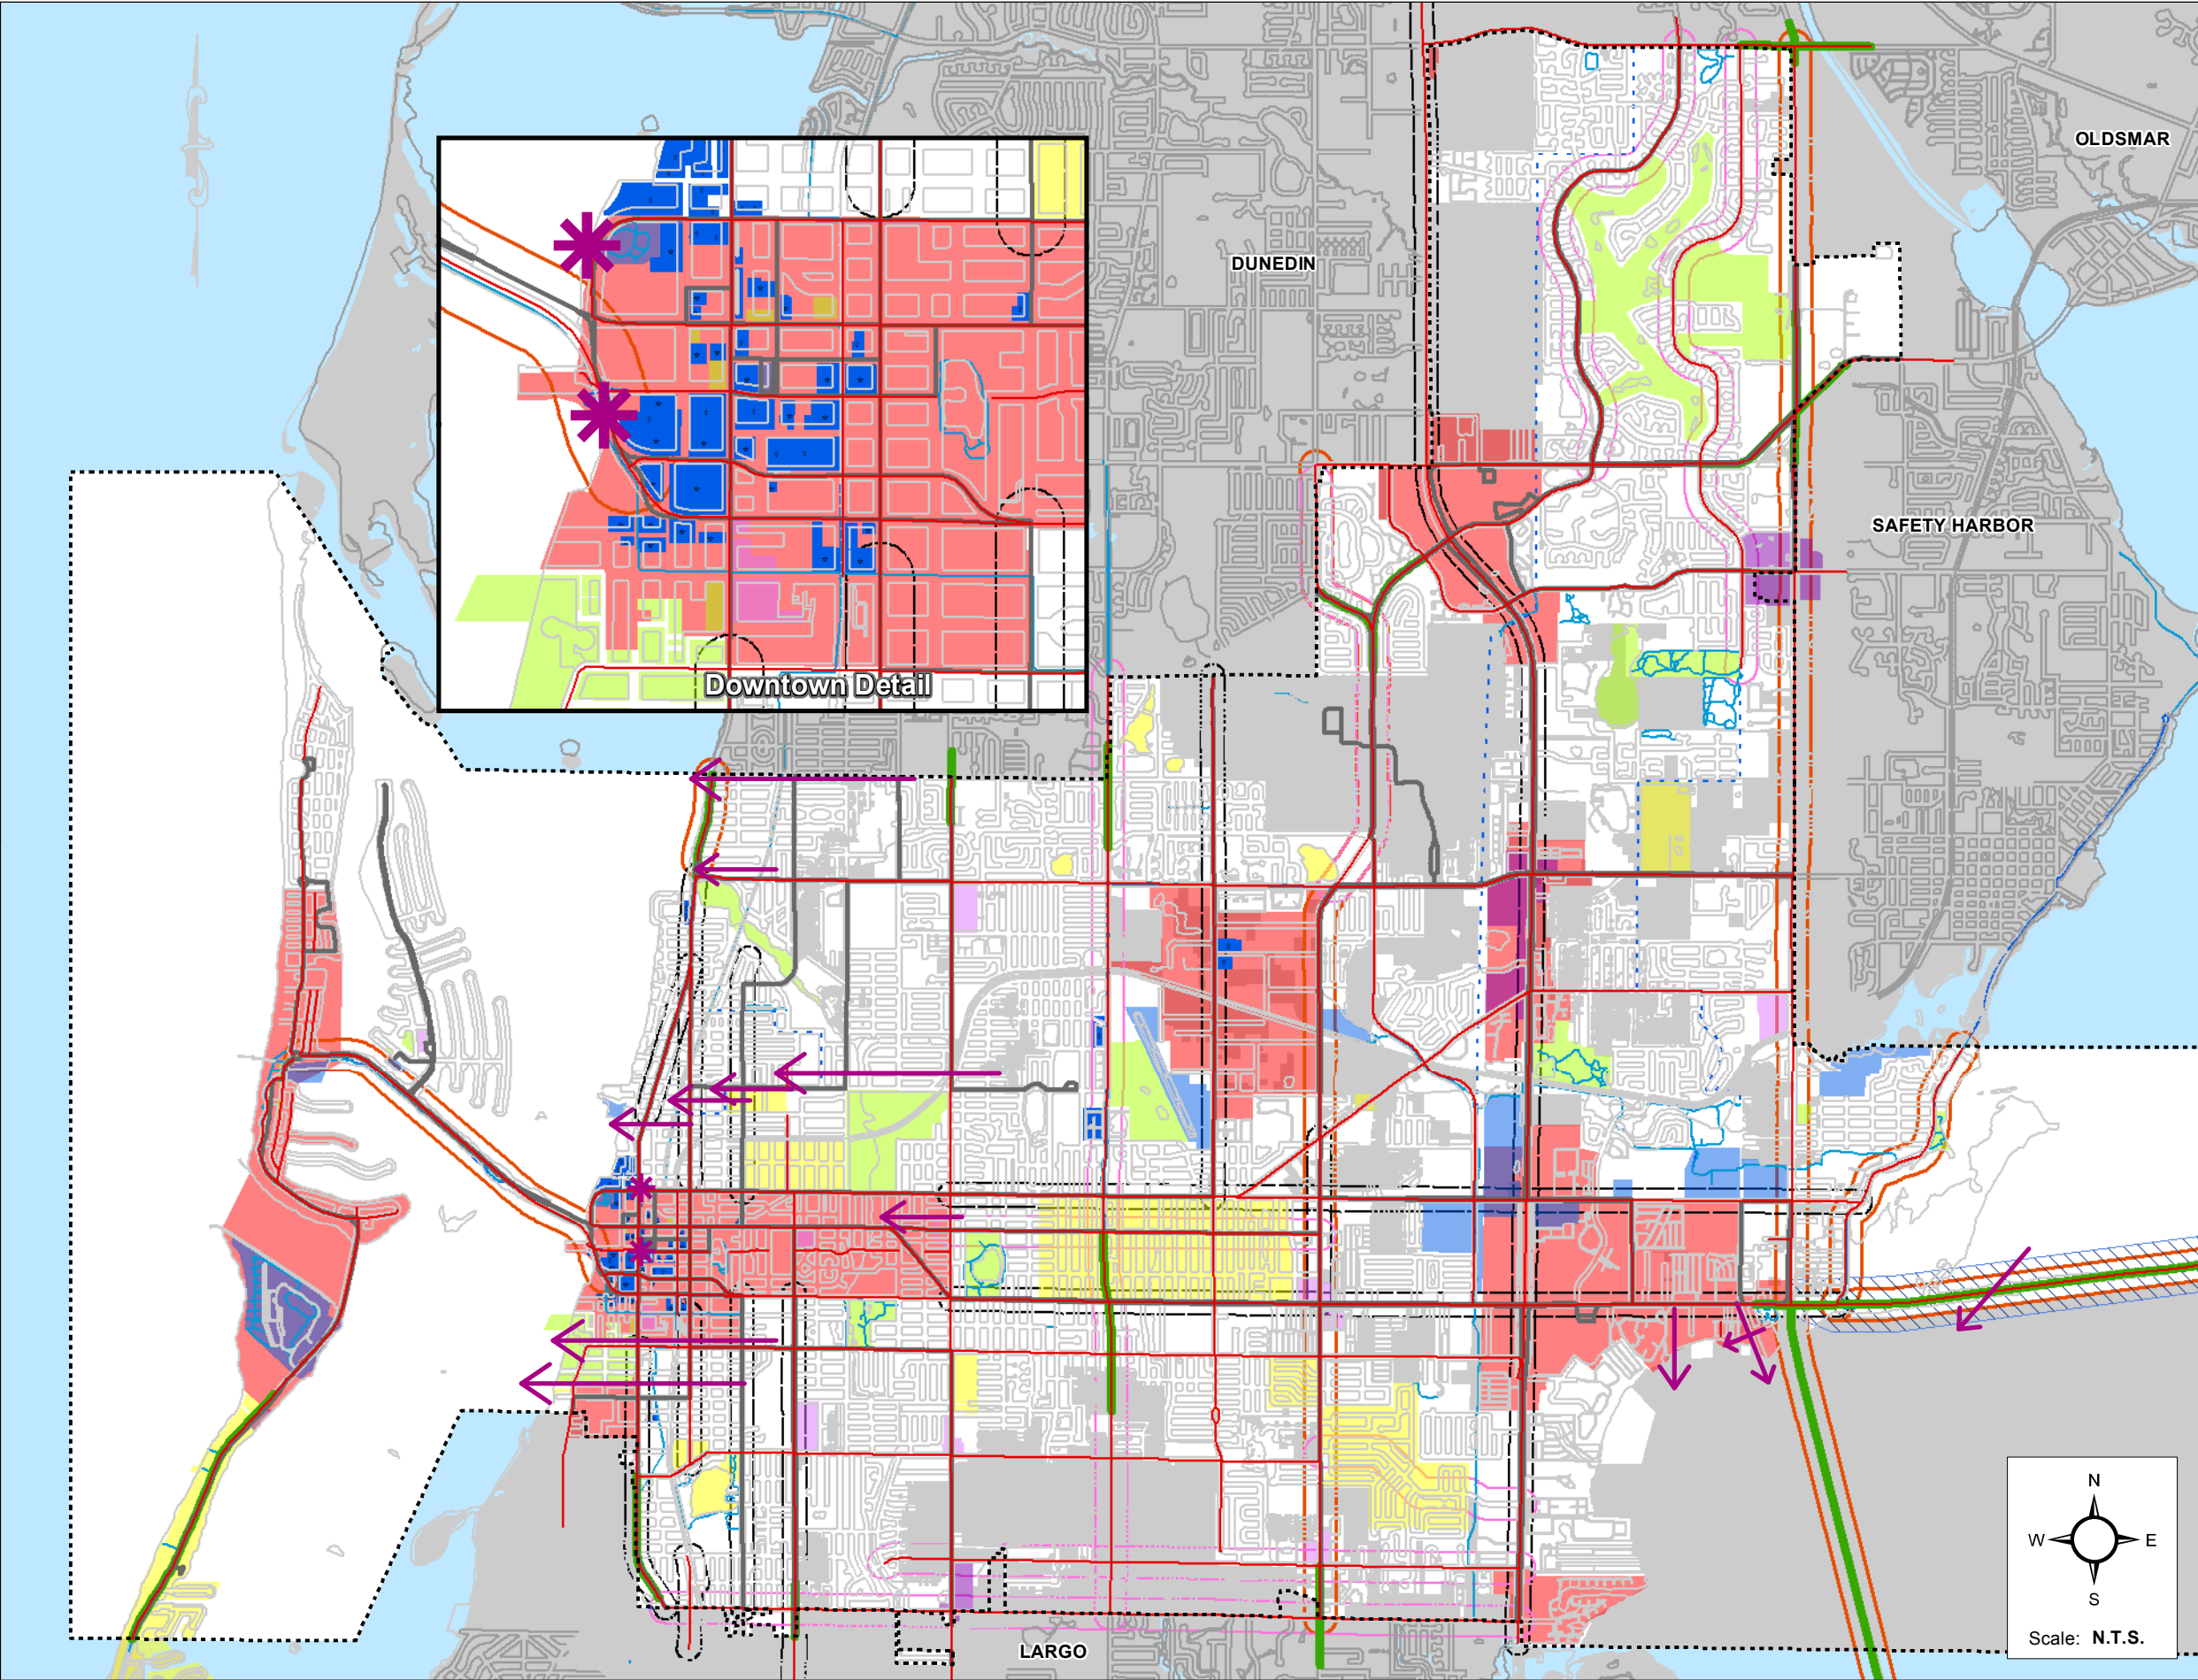 OLDSMAR
DUNEDIN
SAFETY HARBOR
Downtown Detail
N
W E
S
Scale: N.T.S.
LARGO